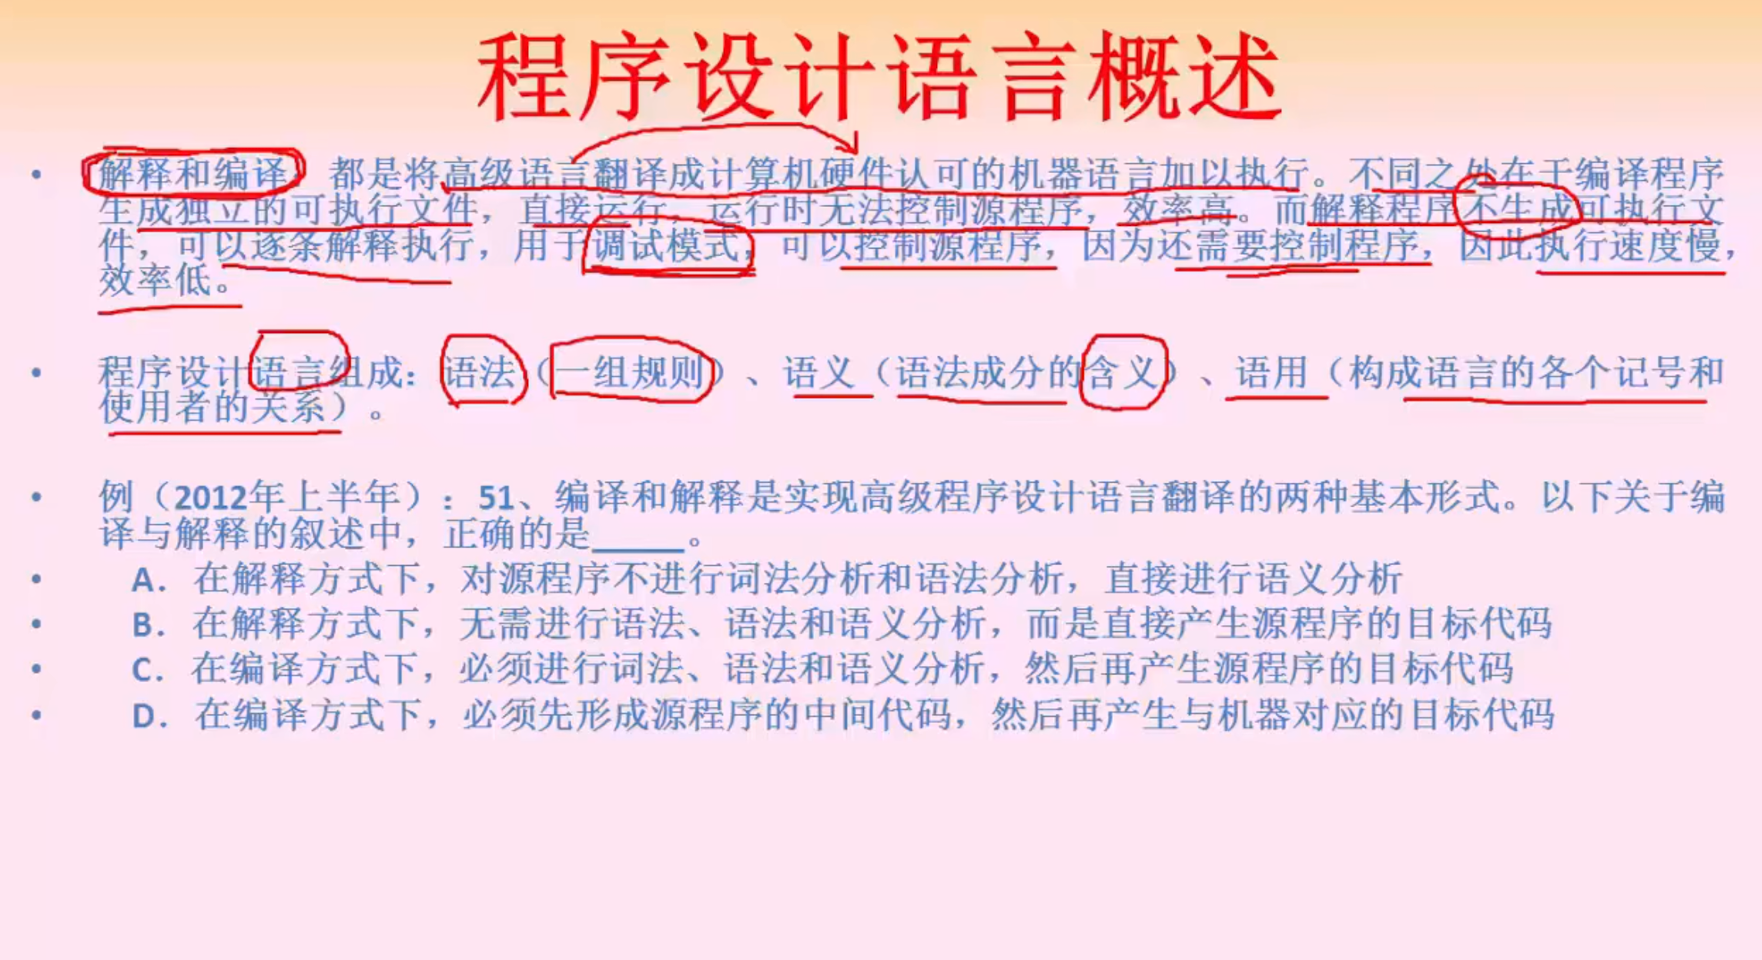 程序设计语言概述
• 解释和编译：都是将高级语言翻译成计算机硬件认可的机器语言加以执行。不同之处在于编译程序
生成独立的可执行文件，直接运行，运行时无法控制源程序，效率高。而解释程序不生成可执行文
件，可以逐条解释执行，用于调试模式，可以控制源程序，因为还需要控制程序，因此执行速度慢，
效率低。
• 程序设计语言组成：语法（一组规则）、语义（语法成分的含义）、语用（构成语言的各个记号和
使用者的关系）。
• 例（2012年上半年）：51、编译和解释是实现高级程序设计语言翻译的两种基本形式。以下关于编
译与解释的叙述中，正确的是_____。
• A．在解释方式下，对源程序不进行词法分析和语法分析，直接进行语义分析
• B．在解释方式下，无需进行语法、语法和语义分析，而是直接产生源程序的目标代码
• C．在编译方式下，必须进行词法、语法和语义分析，然后再产生源程序的目标代码
• D．在编译方式下，必须先形成源程序的中间代码，然后再产生与机器对应的目标代码